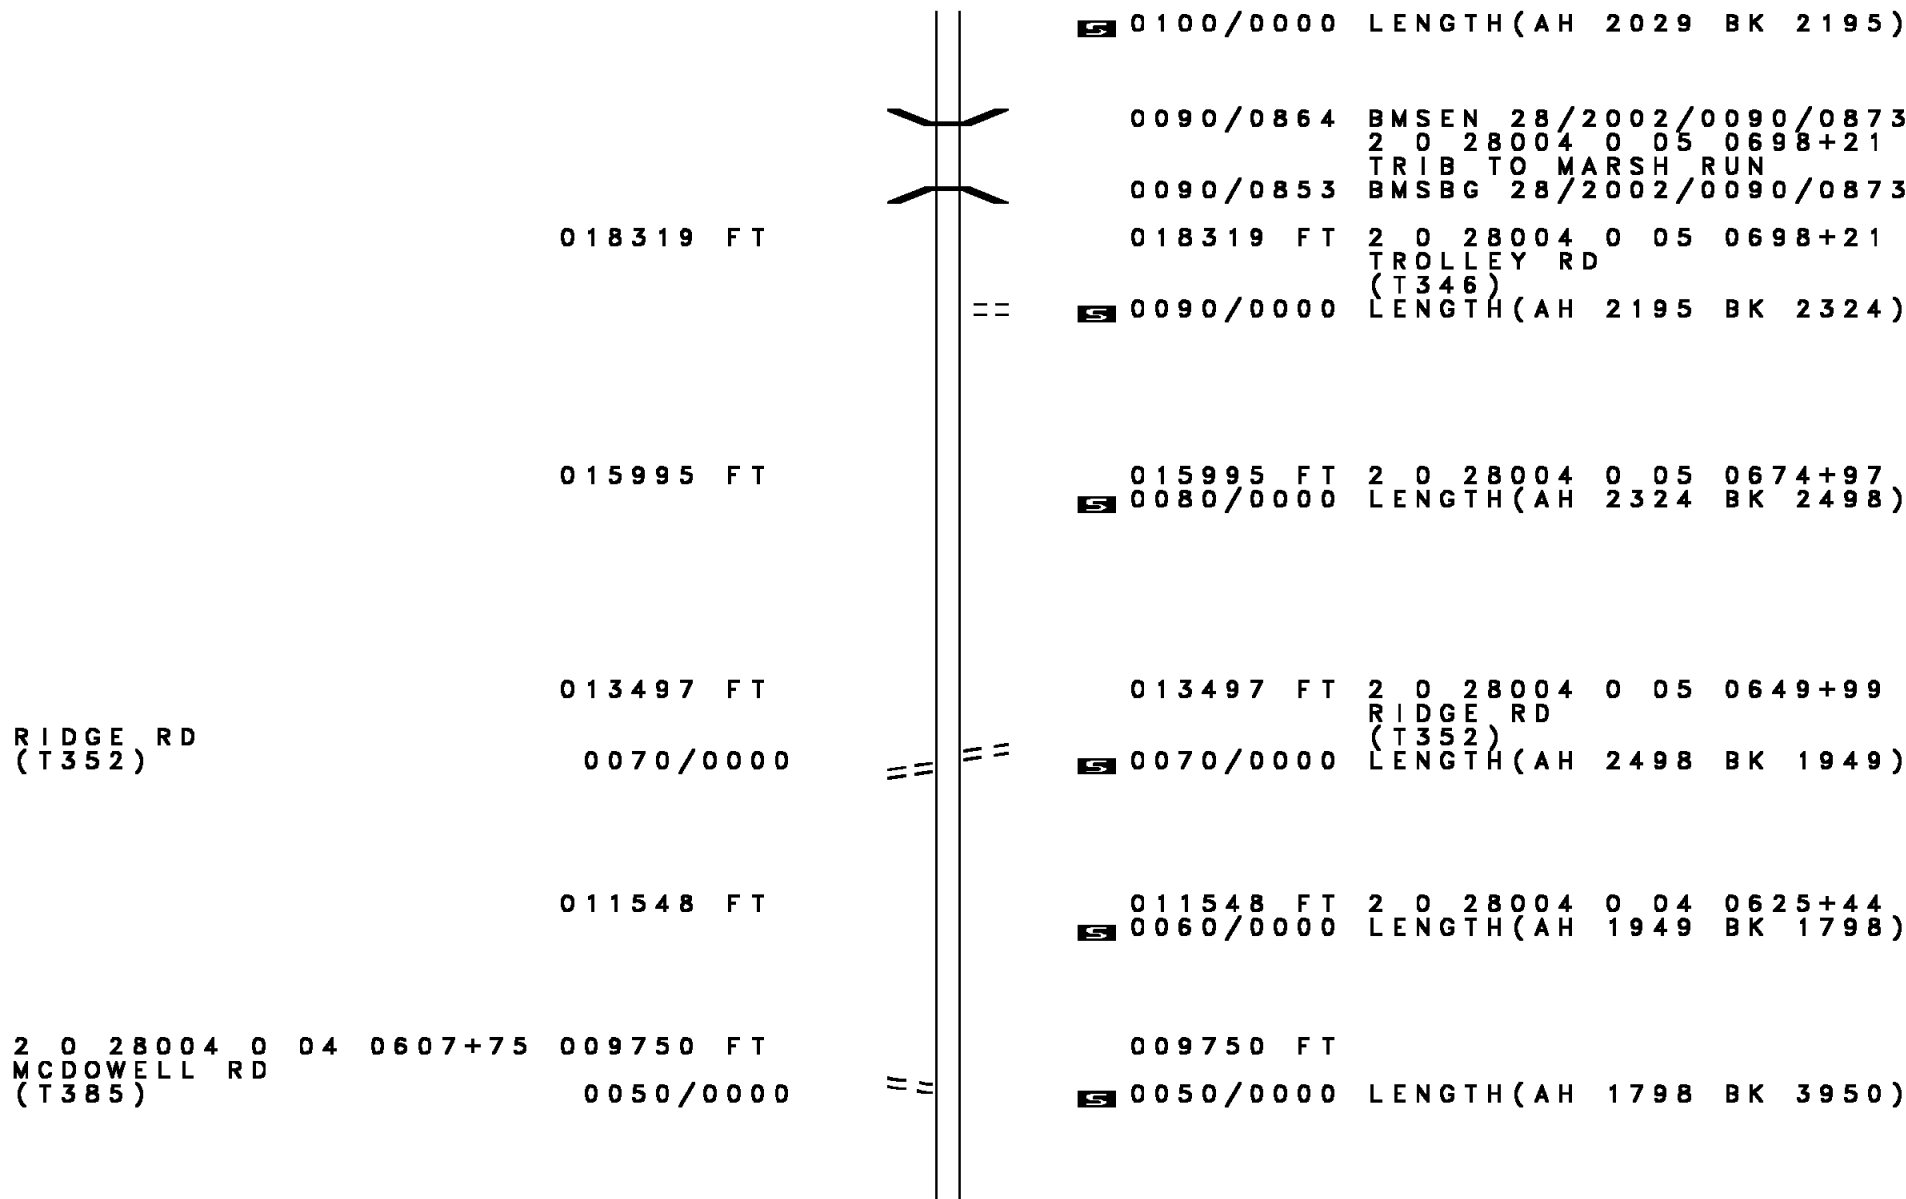 S 0100/0000 LENGTH(AH 2029 BK 2195)
0090/0864 BMSEN 28/2002/0090/0873
2 0 28004 0 05 0698+21
TRIB TO MARSH RUN
0090/0853 BMSBG 28/2002/0090/0873
018319 FT 018319 FT 2 0 28004 0 05 0698+21
TROLLEY RD
(T346)
S 0090/0000 LENGTH(AH 2195 BK 2324)
015995 FT 015995 FT 2 0 28004 0 05 0674+97
S 0080/0000 LENGTH(AH 2324 BK 2498)
013497 FT 013497 FT 2 0 28004 0 05 0649+99
RIDGE RD
RIDGE RD
(T352)
(T352) 0070/0000 S 0070/0000 LENGTH(AH 2498 BK 1949)
011548 FT 011548 FT 2 0 28004 0 04 0625+44
S 0060/0000 LENGTH(AH 1949 BK 1798)
2 0 28004 0 04 0607+75 009750 FT 009750 FT
MCDOWELL RD
(T385) 0050/0000 S 0050/0000 LENGTH(AH 1798 BK 3950)